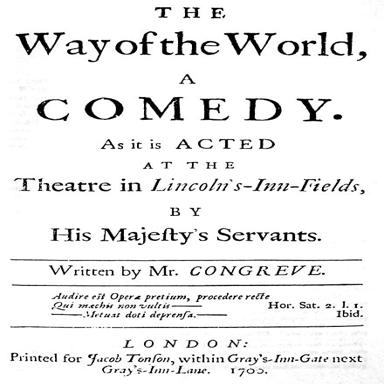 THE
Way of the World,
A
COMEDY.
As it is ACTED
AT THE
Theatre in Lincoln's-Inn-Fields,
BY
His Majeſty's Servants.
Written by Mr. CONGREVE.
Audire eſt Operæ pretium, procedere recte
Qui mæchis non vultis—— Hor. Sat. 2. l. 1.
——Metuat doti deprenſa.—— Ibid.
LONDON:
Printed for Jacob Tonſon, within Gray's-Inn-Gate next
Gray's-Inn-Lane. 1700.